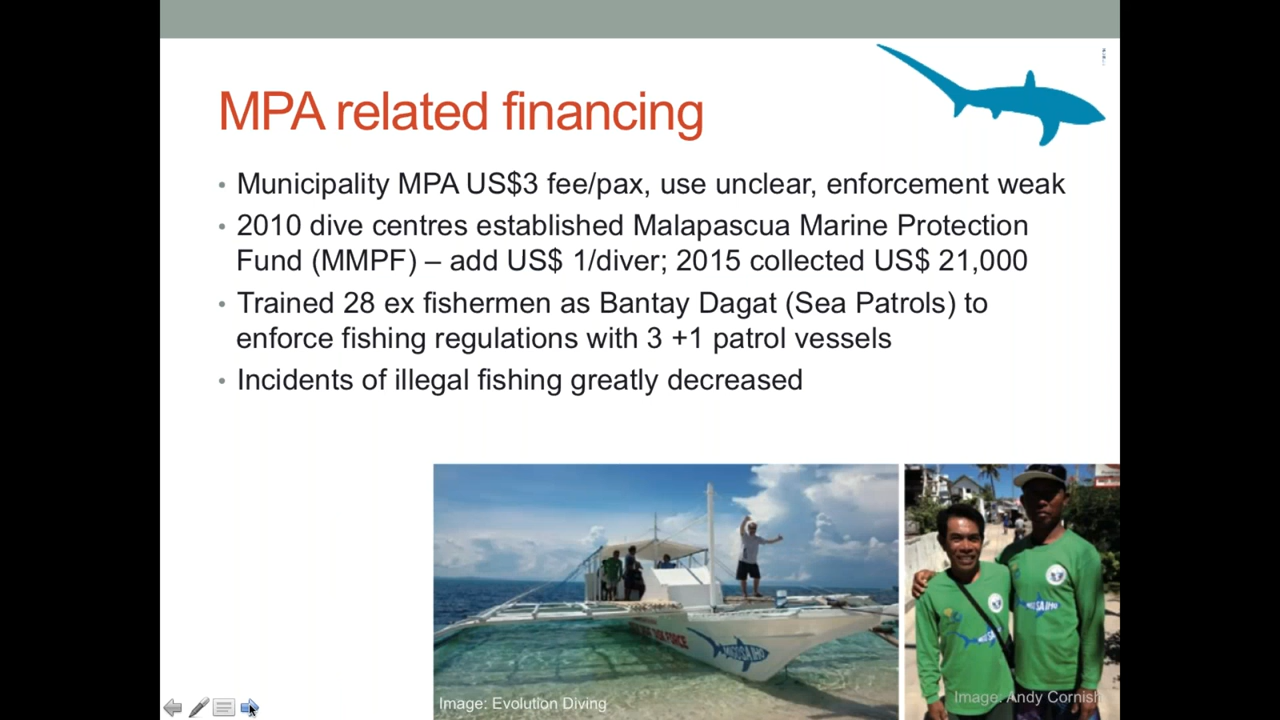 MPA related financing
• Municipality MPA US$3 fee/pax, use unclear, enforcement weak
• 2010 dive centres established Malapascua Marine Protection
Fund (MMPF) – add US$ 1/diver; 2015 collected US$ 21,000
• Trained 28 ex fishermen as Bantay Dagat (Sea Patrols) to
enforce fishing regulations with 3 +1 patrol vessels
• Incidents of illegal fishing greatly decreased
TASK FORCE
Image: Evolution Diving
Image: Andy Cornish